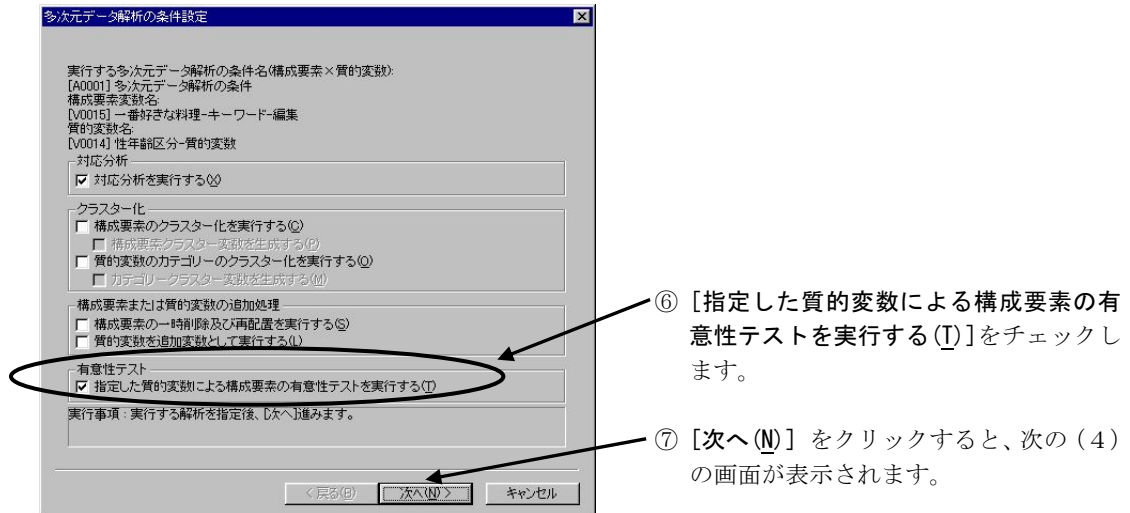 多次元データ解析の条件設定
実行する多次元データ解析の条件名(構成要素×質的変数):
[A0001] 多次元データ解析の条件
構成要素変数名:
[V0015] 一番好きな料理-キーワード-編集
質的変数名:
[V0014] 性年齢区分-質的変数
対応分析
対応分析を実行する(X)
クラスター化
構成要素のクラスター化を実行する(C)
構成要素クラスター変数を生成する(P)
質的変数のカテゴリーのクラスター化を実行する(O)
カテゴリークラスター変数を生成する(M)
構成要素または質的変数の追加処理
構成要素の一時削除及び再配置を実行する(S)
質的変数を追加変数として実行する(L)
有意性テスト
指定した質的変数による構成要素の有意性テストを実行する(T)
実行事項：実行する解析を指定後、[次へ]進みます。
< 戻る(B)
次へ(N) >
キャンセル
⑥ [指定した質的変数による構成要素の有
意性テストを実行する(T)]をチェックし
ます。
⑦ [次へ(N)] をクリックすると、次の（4）
の画面が表示されます。